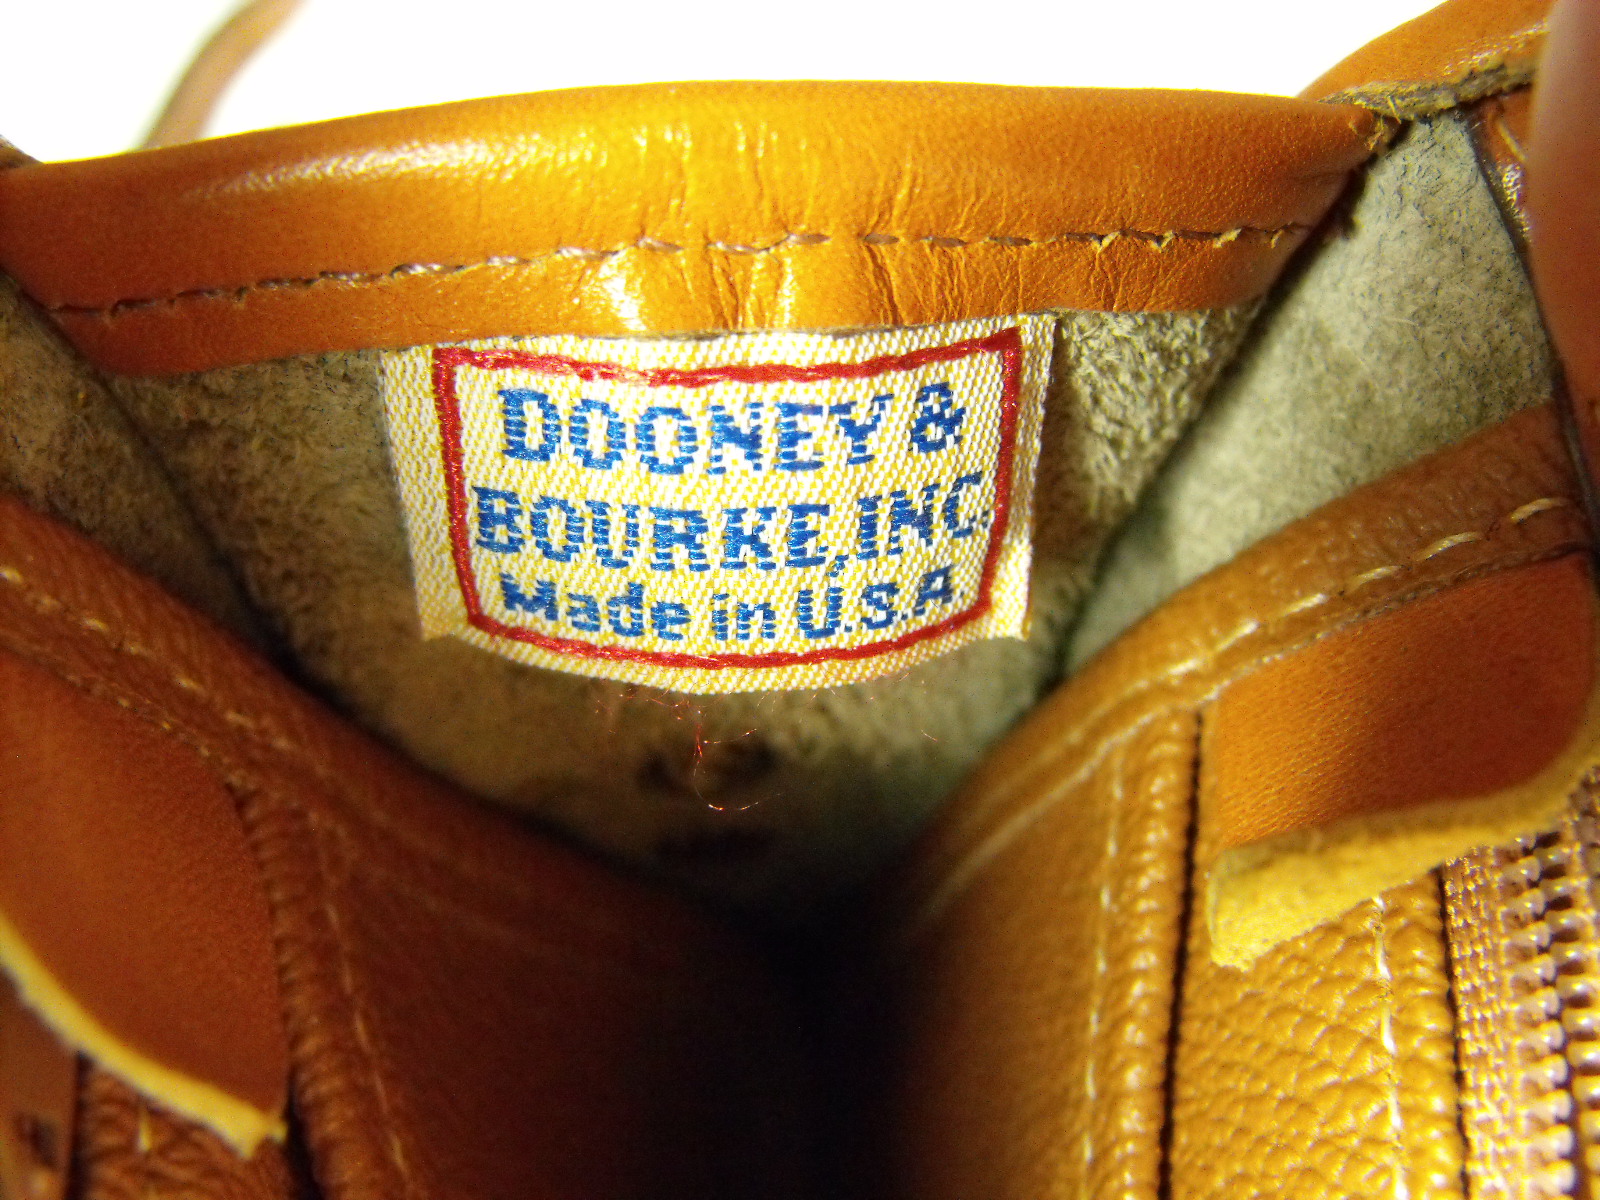 DOONEY &
BOURKE, INC.
Made in U.S.A.